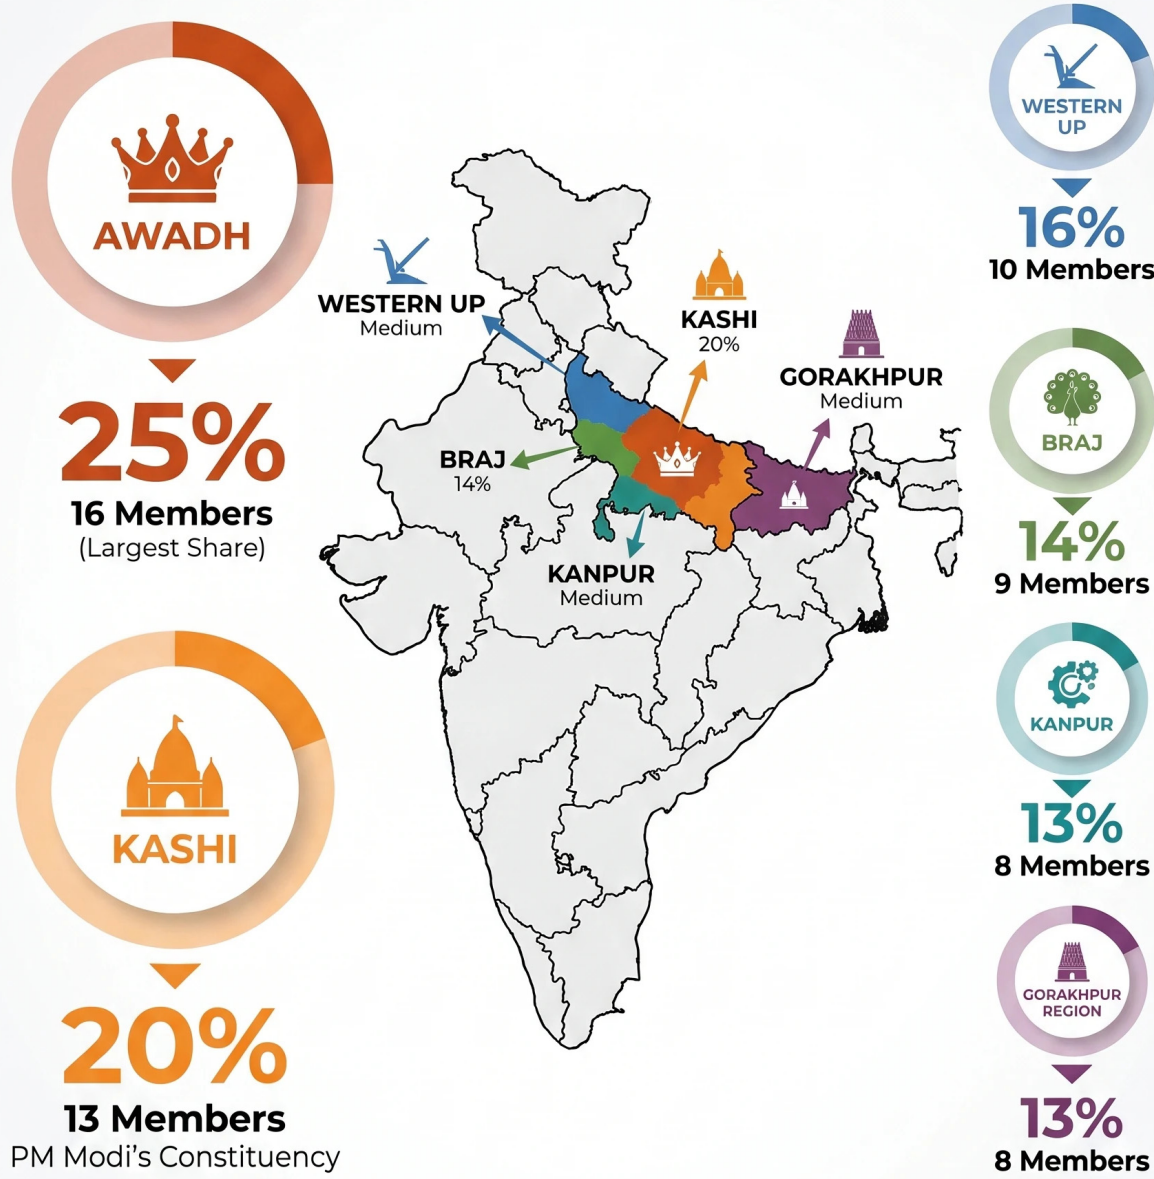 AWADH
25%
16 Members
(Largest Share)
KASHI
20%
13 Members
PM Modi's Constituency
WESTERN UP
Medium
KASHI
20%
GORAKHPUR
Medium
BRAJ
14%
KANPUR
Medium
WESTERN
UP
16%
10 Members
BRAJ
14%
9 Members
KANPUR
13%
8 Members
GORAKHPUR
REGION
13%
8 Members